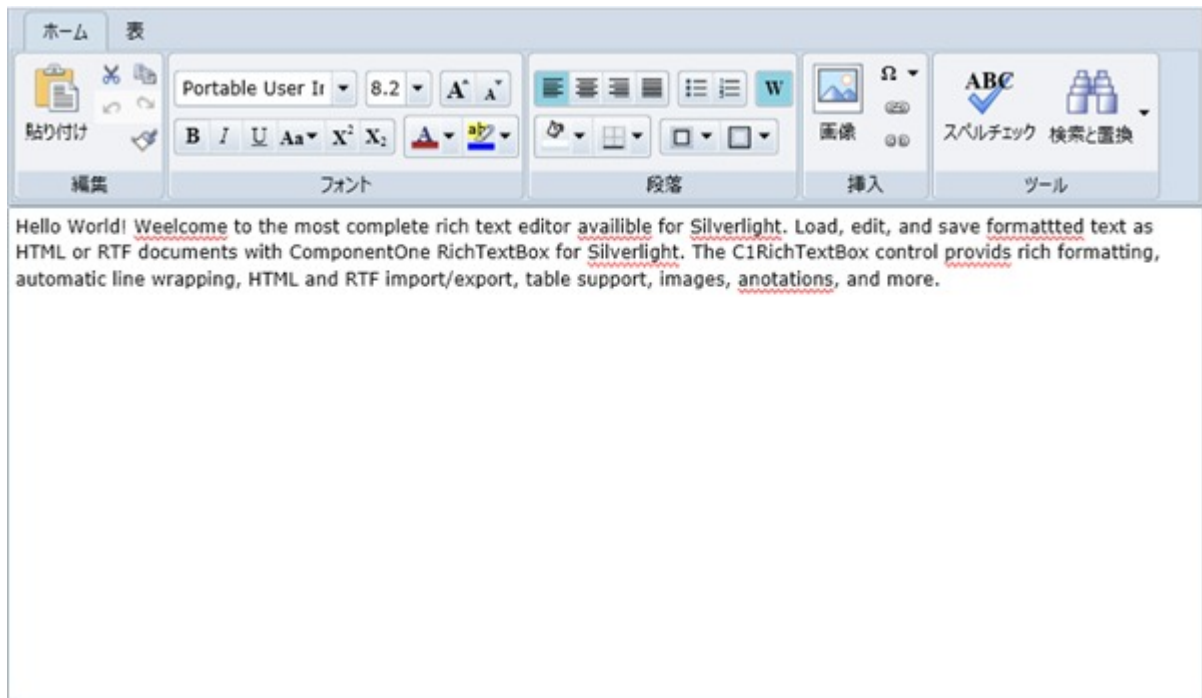 ホーム 表
Portable User Ir 8.2 A A
B I U Aa X² X₂ A ab W
Ω
貼り付け 画像 ABC スペルチェック 検索と置換
編集 フォント 段落 挿入 ツール
Hello World! Weelcome to the most complete rich text editor availible for Silverlight. Load, edit, and save formattted text as
HTML or RTF documents with ComponentOne RichTextBox for Silverlight. The C1RichTextBox control provids rich formatting,
automatic line wrapping, HTML and RTF import/export, table support, images, anotations, and more.